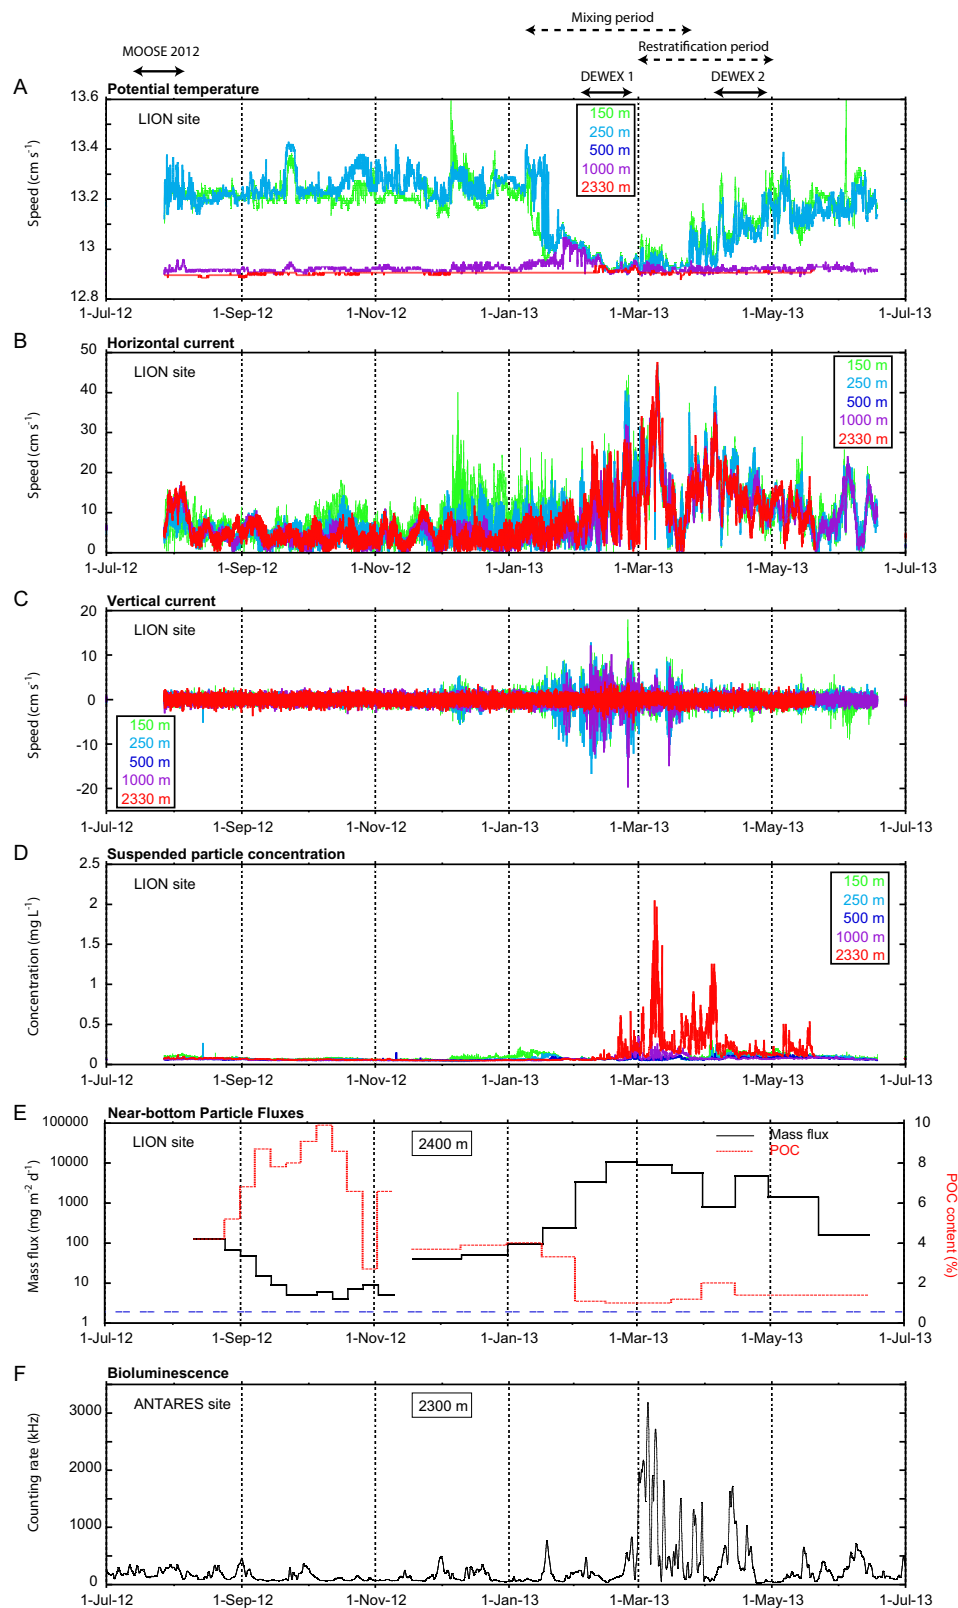 Mixing period
MOOSE 2012
Restratification period
DEWEX 1
DEWEX 2
A
Potential temperature
LION site
Speed (cm s⁻¹)
13.6
13.4
13.2
13
12.8
150 m
250 m
500 m
1000 m
2330 m
1-Jul-12 1-Sep-12 1-Nov-12 1-Jan-13 1-Mar-13 1-May-13 1-Jul-13
B
Horizontal current
LION site
Speed (cm s⁻¹)
50
40
30
20
10
0
150 m
250 m
500 m
1000 m
2330 m
1-Jul-12 1-Sep-12 1-Nov-12 1-Jan-13 1-Mar-13 1-May-13 1-Jul-13
C
Vertical current
LION site
Speed (cm s⁻¹)
20
10
0
-10
-20
150 m
250 m
500 m
1000 m
2330 m
1-Jul-12 1-Sep-12 1-Nov-12 1-Jan-13 1-Mar-13 1-May-13 1-Jul-13
D
Suspended particle concentration
LION site
Concentration (mg L⁻¹)
2.5
2
1.5
1
0.5
0
150 m
250 m
500 m
1000 m
2330 m
1-Jul-12 1-Sep-12 1-Nov-12 1-Jan-13 1-Mar-13 1-May-13 1-Jul-13
E
Near-bottom Particle Fluxes
LION site
2400 m
Mass flux
POC
Mass flux (mg m⁻² d⁻¹)
100000
10000
1000
100
10
1
10
8
6
4
2
0
POC content (%)
1-Jul-12 1-Sep-12 1-Nov-12 1-Jan-13 1-Mar-13 1-May-13 1-Jul-13
F
Bioluminescence
ANTARES site
2300 m
Counting rate (kHz)
3000
2000
1000
0
1-Jul-12 1-Sep-12 1-Nov-12 1-Jan-13 1-Mar-13 1-May-13 1-Jul-13